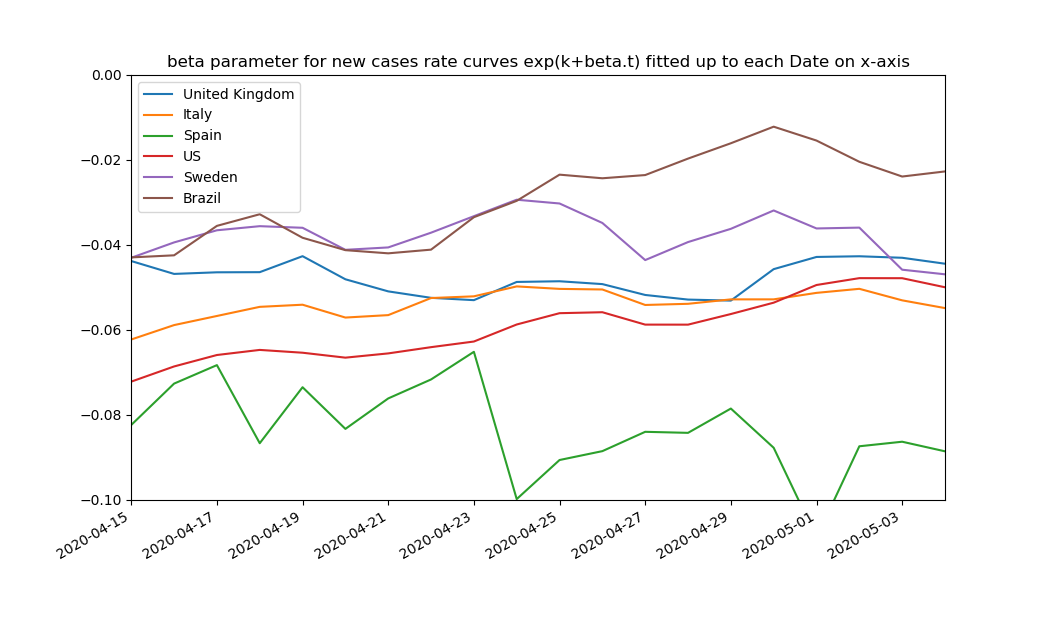 beta parameter for new cases rate curves exp(k+beta.t) fitted up to each Date on x-axis
0.00
United Kingdom
Italy
Spain
US
Sweden
Brazil
−0.02
−0.04
−0.06
−0.08
−0.10
2020-04-15
2020-04-17
2020-04-19
2020-04-21
2020-04-23
2020-04-25
2020-04-27
2020-04-29
2020-05-01
2020-05-03